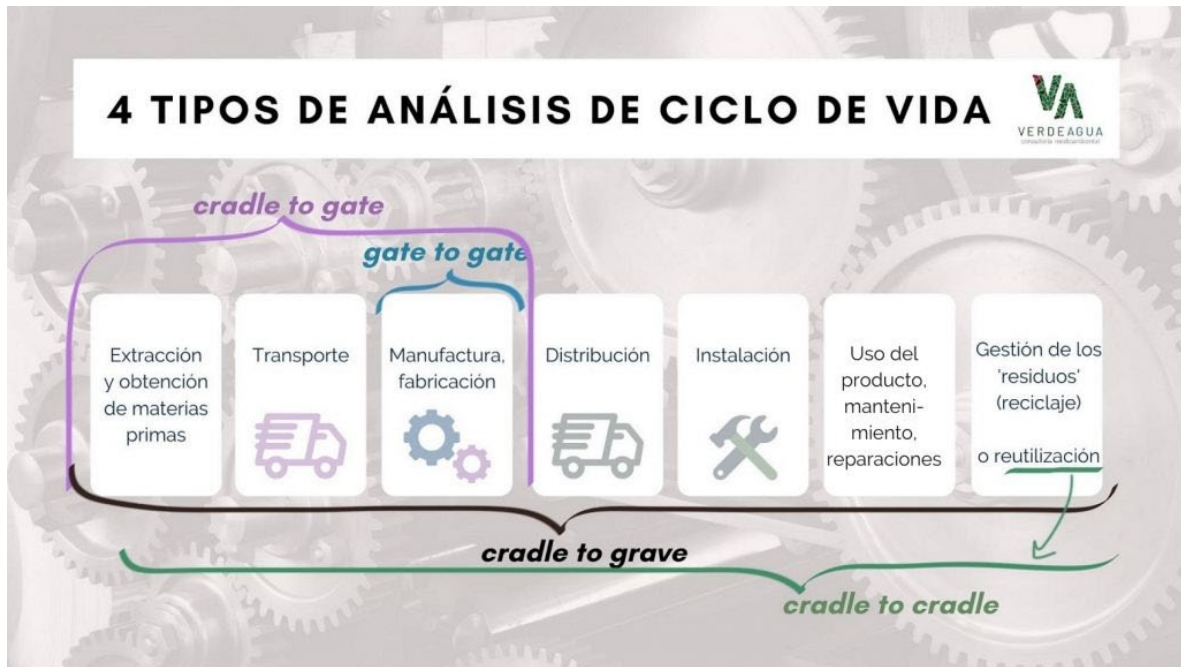 4 TIPOS DE ANÁLISIS DE CICLO DE VIDA
VERDEAGUA
consultoría medioambiental
cradle to gate
gate to gate
Extracción
y obtención
de materias
primas
Transporte
Manufactura,
fabricación
Distribución
Instalación
Uso del
producto,
manteni-
miento,
reparaciones
Gestión de los
'residuos'
(reciclaje)
o reutilización
cradle to grave
cradle to cradle